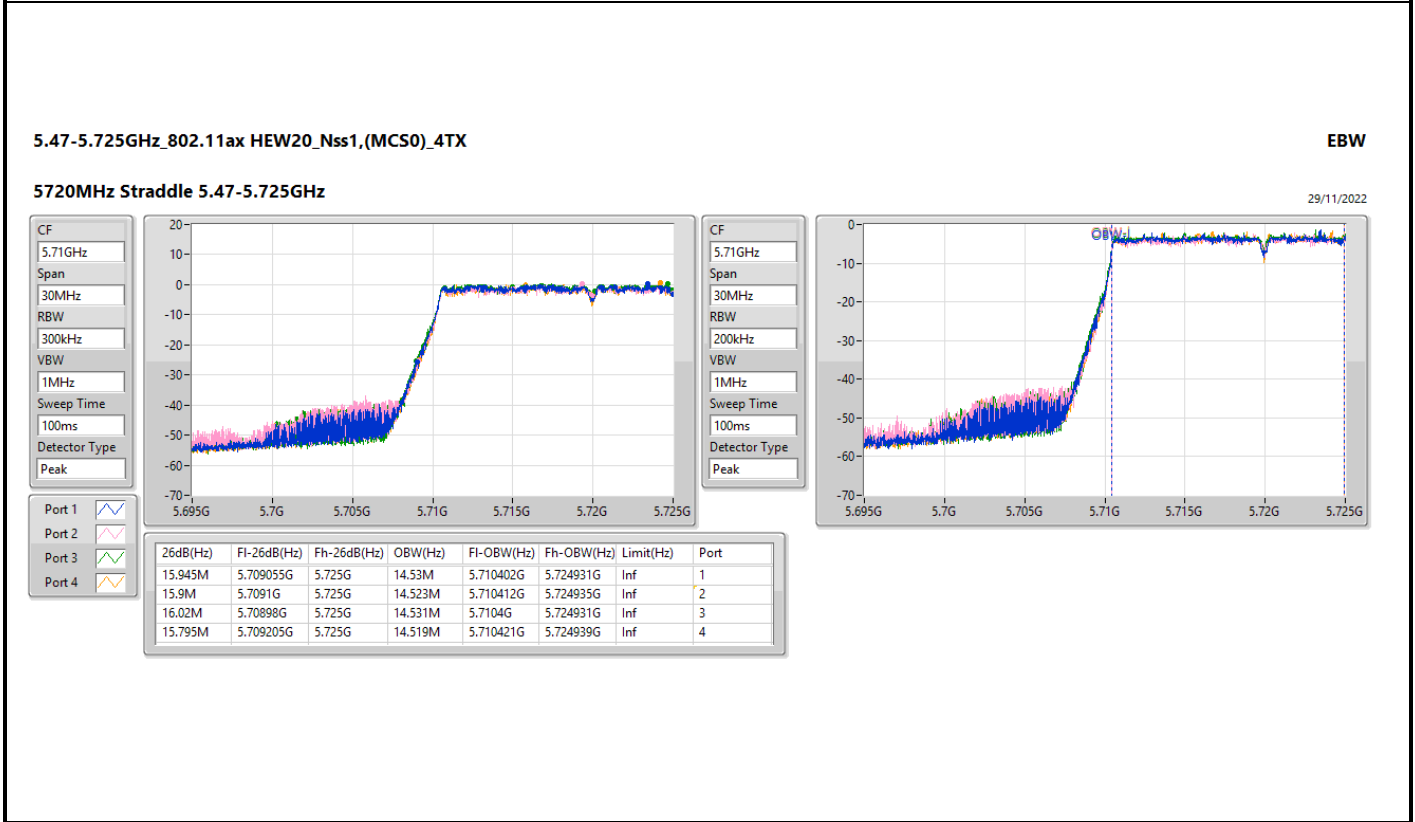 5.47-5.725GHz_802.11ax HEW20_Nss1,(MCS0)_4TX
EBW
5720MHz Straddle 5.47-5.725GHz
29/11/2022
CF
5.71GHz
Span
30MHz
RBW
300kHz
VBW
1MHz
Sweep Time
100ms
Detector Type
Peak
20
10
0
-10
-20
-30
-40
-50
-60
-70
5.695G 5.7G 5.705G 5.71G 5.715G 5.72G 5.725G
CF
5.71GHz
Span
30MHz
RBW
200kHz
VBW
1MHz
Sweep Time
100ms
Detector Type
Peak
OBW
0
-10
-20
-30
-40
-50
-60
-70
5.695G 5.7G 5.705G 5.71G 5.715G 5.72G 5.725G
Port 1
Port 2
Port 3
Port 4
26dB(Hz) Fl-26dB(Hz) Fh-26dB(Hz) OBW(Hz) Fl-OBW(Hz) Fh-OBW(Hz) Limit(Hz) Port
15.945M 5.709055G 5.725G 14.53M 5.710402G 5.724931G Inf 1
15.9M 5.7091G 5.725G 14.523M 5.710412G 5.724935G Inf 2
16.02M 5.70898G 5.725G 14.531M 5.7104G 5.724931G Inf 3
15.795M 5.709205G 5.725G 14.519M 5.710421G 5.724939G Inf 4